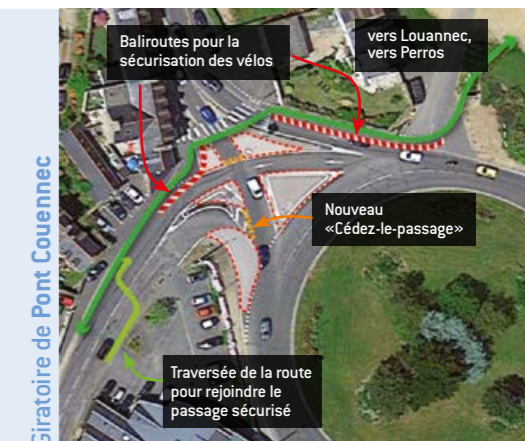 Giratoire de Pont Couennec
Baliroutes pour la
sécurisation des vélos
vers Louannec,
vers Perros
Nouveau
«Cédez-le-passage»
Traversée de la route
pour rejoindre le
passage sécurisé